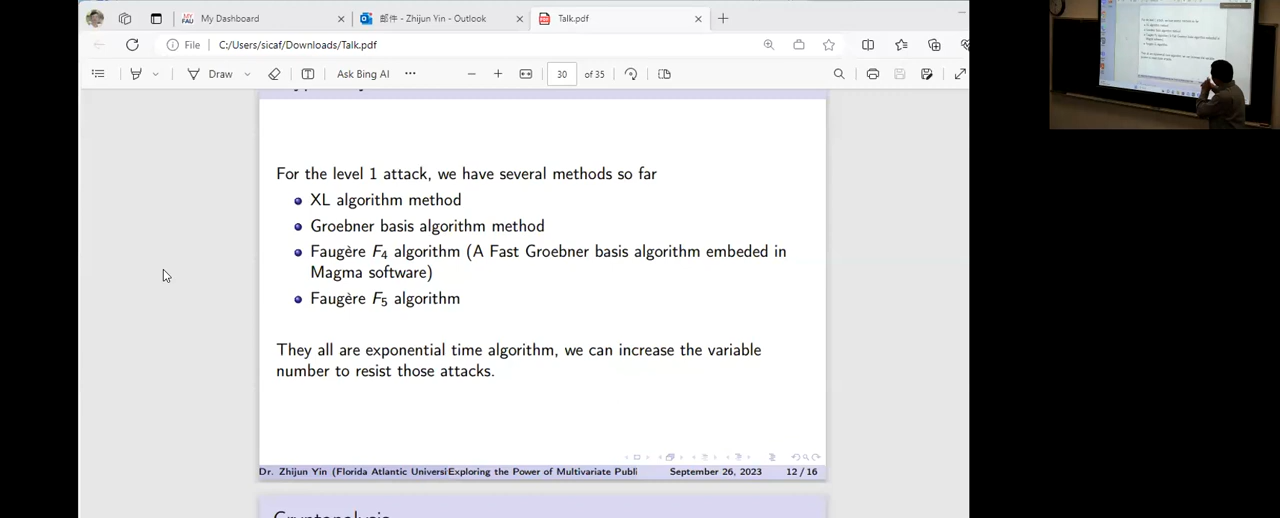 My Dashboard
邮件 - Zhijun Yin - Outlook
Talk.pdf
File
C:/Users/sicaf/Downloads/Talk.pdf
Draw
Ask Bing AI
30
of 35
For the level 1 attack, we have several methods so far
XL algorithm method
Groebner basis algorithm method
Faugère F4 algorithm (A Fast Groebner basis algorithm embeded in
Magma software)
Faugère F5 algorithm
They all are exponential time algorithm, we can increase the variable
number to resist those attacks.
Dr. Zhijun Yin (Florida Atlantic Universi Exploring the Power of Multivariate Publi
September 26, 2023
12 / 16